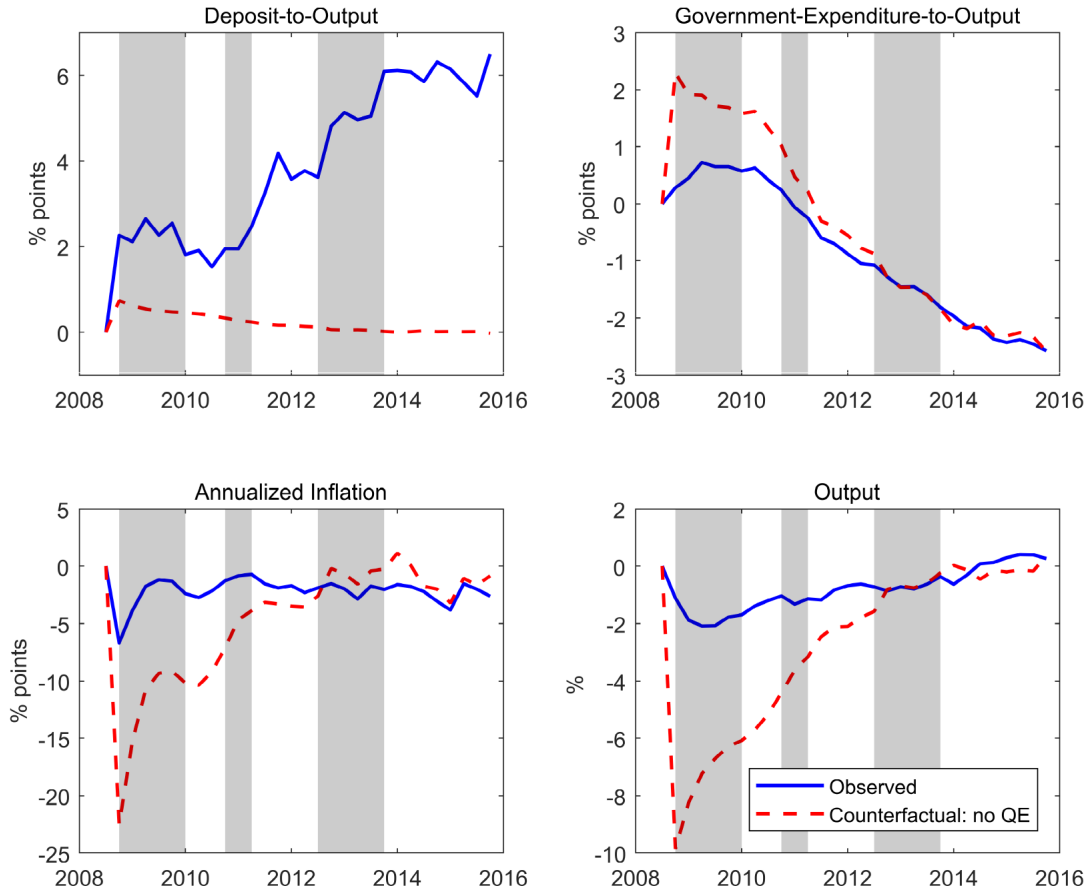 Deposit-to-Output
% points
6
4
2
0
2008 2010 2012 2014 2016
Government-Expenditure-to-Output
% points
3
2
1
0
-1
-2
-3
2008 2010 2012 2014 2016
Annualized Inflation
% points
5
0
-5
-10
-15
-20
-25
2008 2010 2012 2014 2016
Output
%
2
0
-2
-4
-6
-8
-10
2008 2010 2012 2014 2016
Observed
Counterfactual: no QE